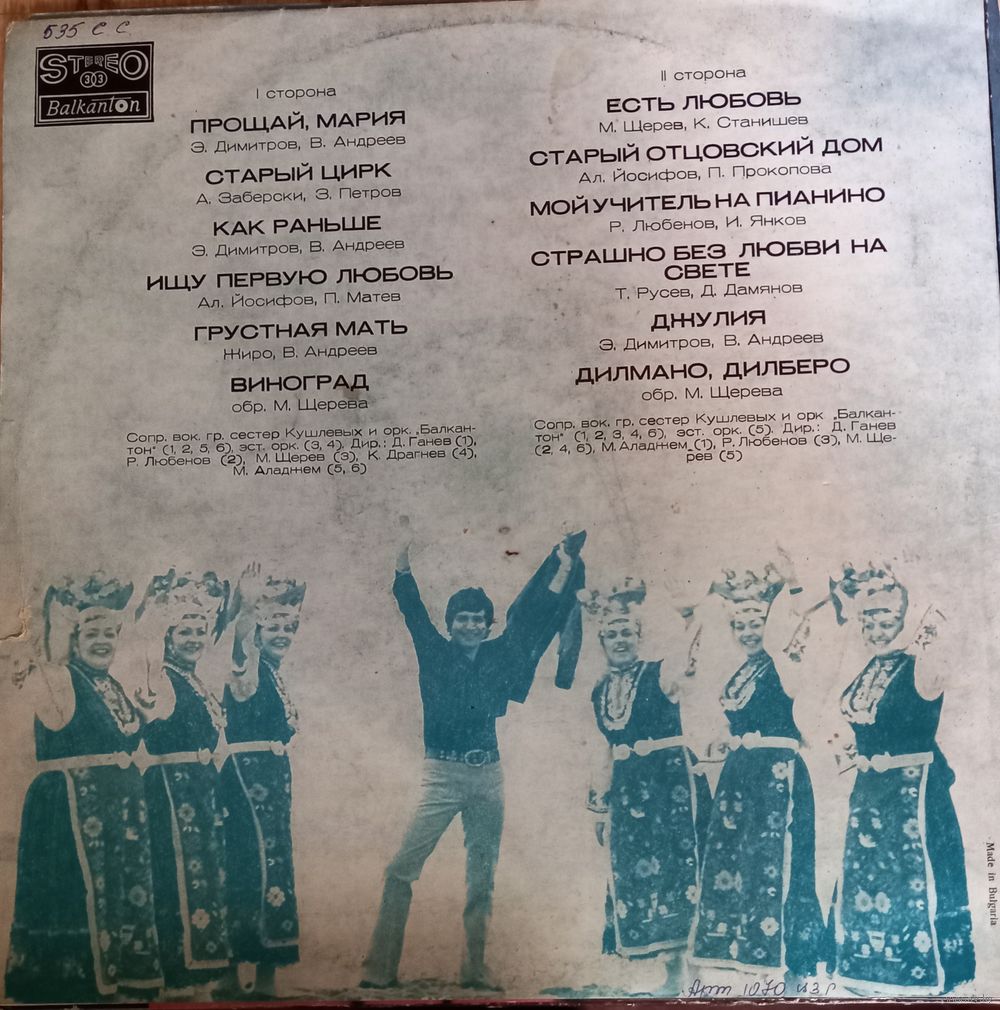 535 С. С.
STEREO
33
Balkanton
I сторона
ПРОЩАЙ, МАРИЯ
Э. Димитров, В. Андреев
СТАРЫЙ ЦИРК
А. Заберски, З. Петров
КАК РАНЬШЕ
Э. Димитров, В. Андреев
ИЩУ ПЕРВУЮ ЛЮБОВЬ
Ал. Йосифов, П. Матев
ГРУСТНАЯ МАТЬ
Жиро, В. Андреев
ВИНОГРАД
обр. М. Щерева
Сопр. вок. гр. сестер Кушлевых и орк. „Балкан-
тон“ (1, 2, 5, 6), эст. орк. (3, 4). Дир.: Д. Ганев (1),
Р. Любенов (2), М. Щерев (3), К. Драгнев (4),
М. Аладжем (5, 6)
II сторона
ЕСТЬ ЛЮБОВЬ
М. Щерев, К. Станишев
СТАРЫЙ ОТЦОВСКИЙ ДОМ
Ал. Йосифов, П. Прокопова
МОЙ УЧИТЕЛЬ НА ПИАНИНО
Р. Любенов, И. Янков
СТРАШНО БЕЗ ЛЮБВИ НА
СВЕТЕ
Т. Русев, Д. Дамянов
ДЖУЛИЯ
Э. Димитров, В. Андреев
ДИЛМАНО, ДИЛБЕРО
обр. М. Щерева
Сопр. вок. гр. сестер Кушлевых и орк „Балкан-
тон“ (1, 2, 3, 4, 6), эст. орк. (5). Дир.: Д. Ганев
(2, 4, 6), М. Аладжем (1), Р. Любенов (3), М. Ще-
рев (5)
Made in Bulgaria
Арт 1070 из р